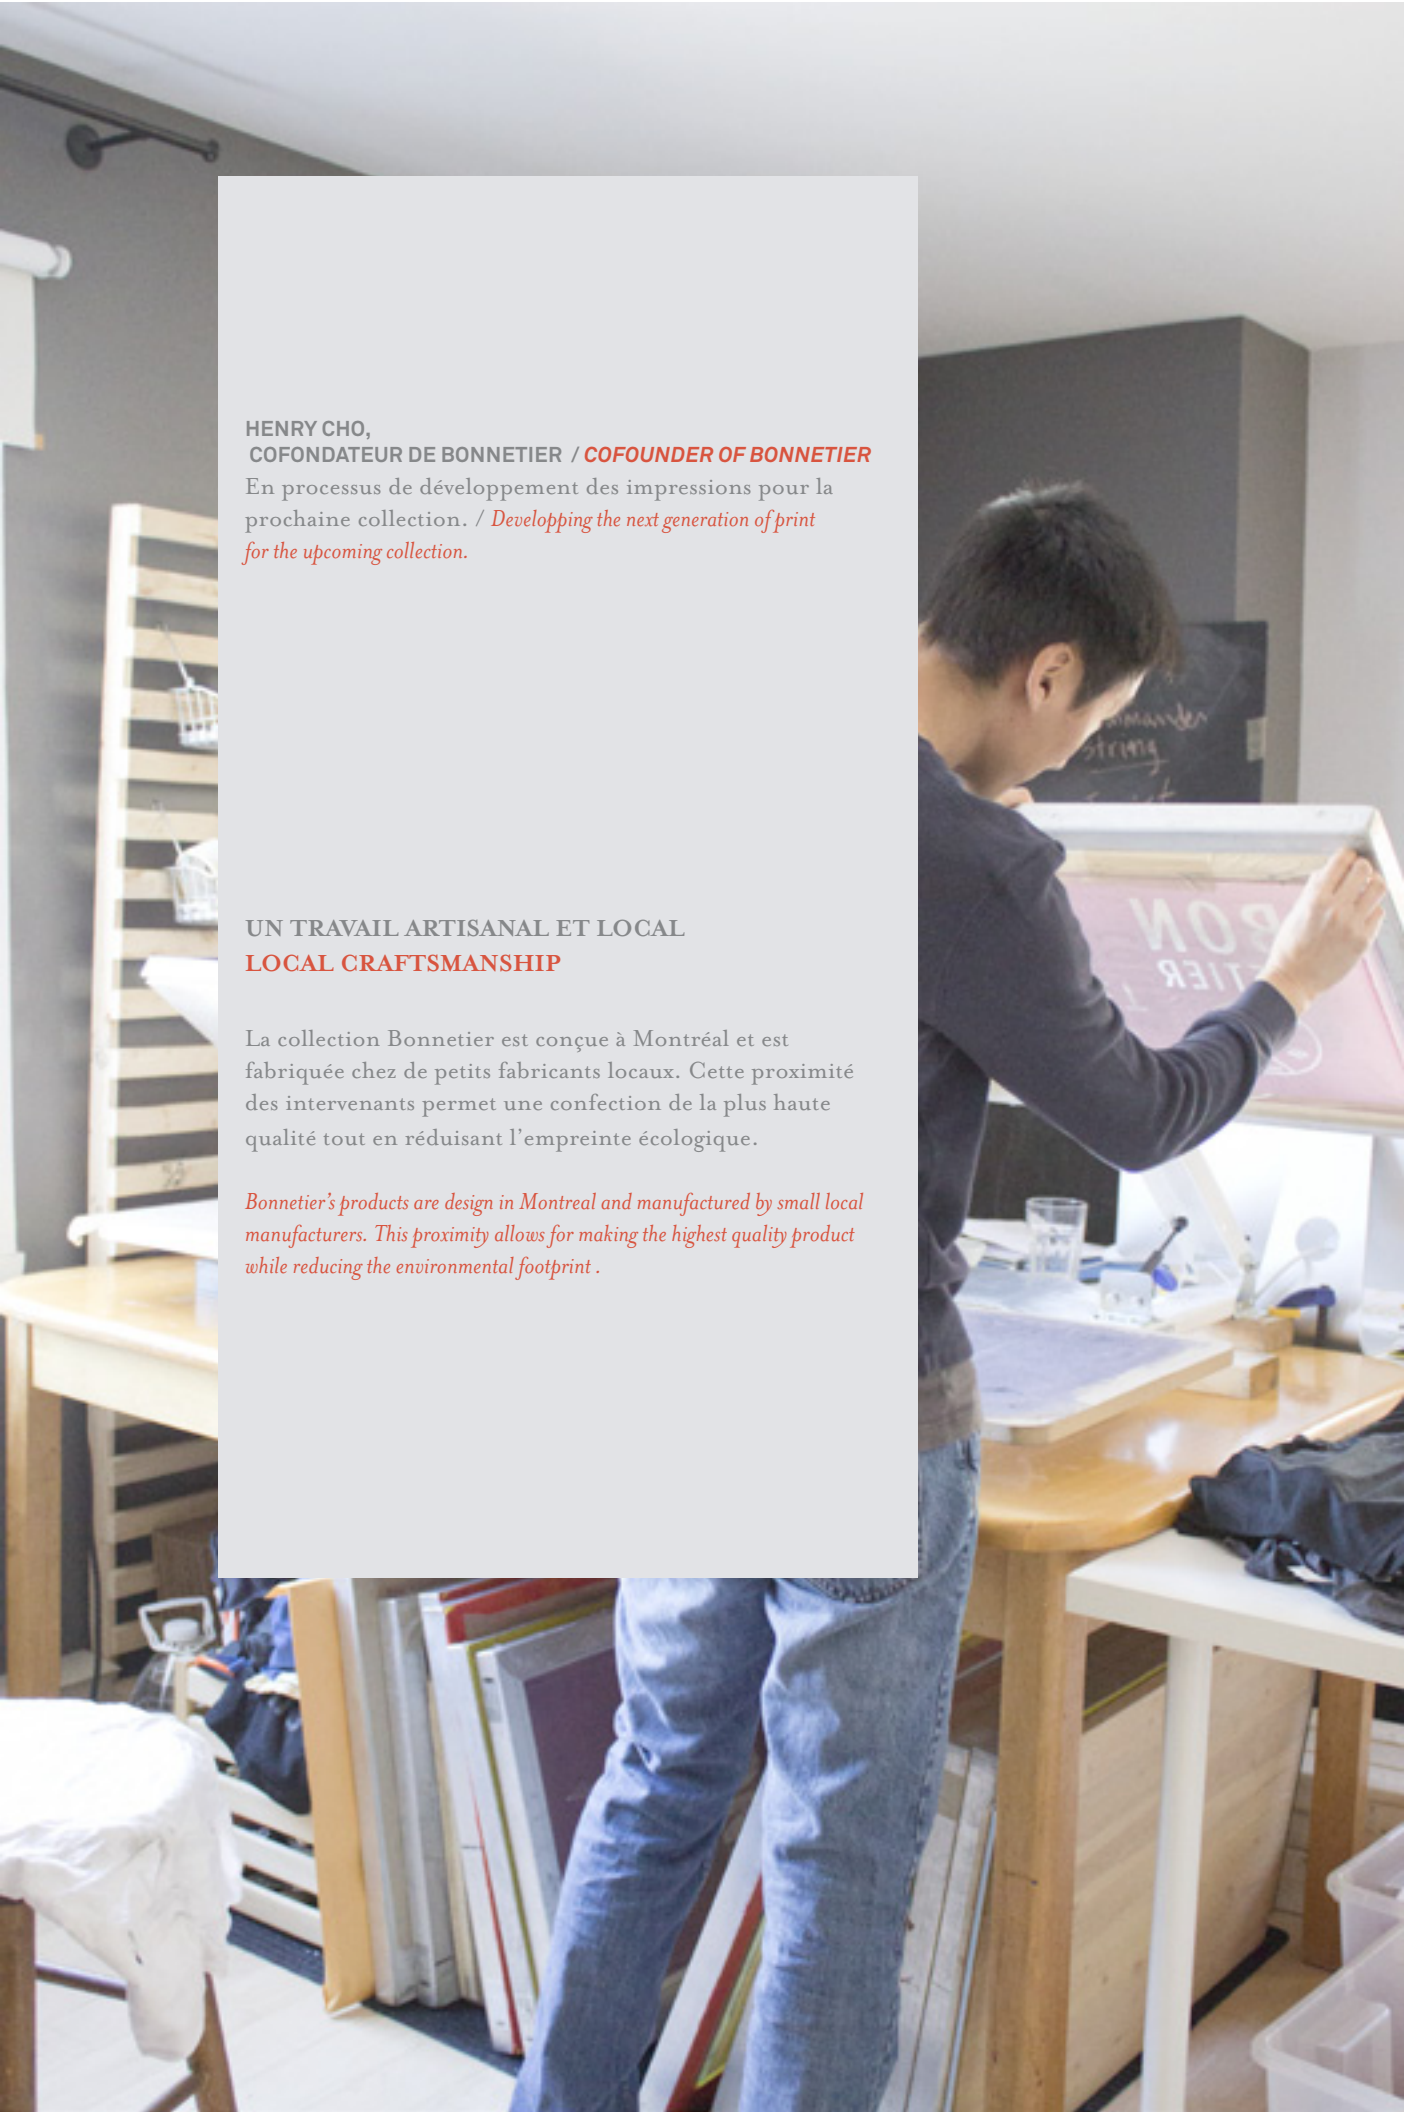 HENRY CHO,
COFONDATEUR DE BONNETIER / COFOUNDER OF BONNETIER
En processus de développement des impressions pour la
prochaine collection. / Developping the next generation of print
for the upcoming collection.
string
UN TRAVAIL ARTISANAL ET LOCAL
LOCAL CRAFTSMANSHIP
La collection Bonnetier est conçue à Montréal et est
fabriquée chez de petits fabricants locaux. Cette proximité
des intervenants permet une confection de la plus haute
qualité tout en réduisant l’empreinte écologique.
Bonnetier’s products are design in Montreal and manufactured by small local
manufacturers. This proximity allows for making the highest quality product
while reducing the environmental footprint .